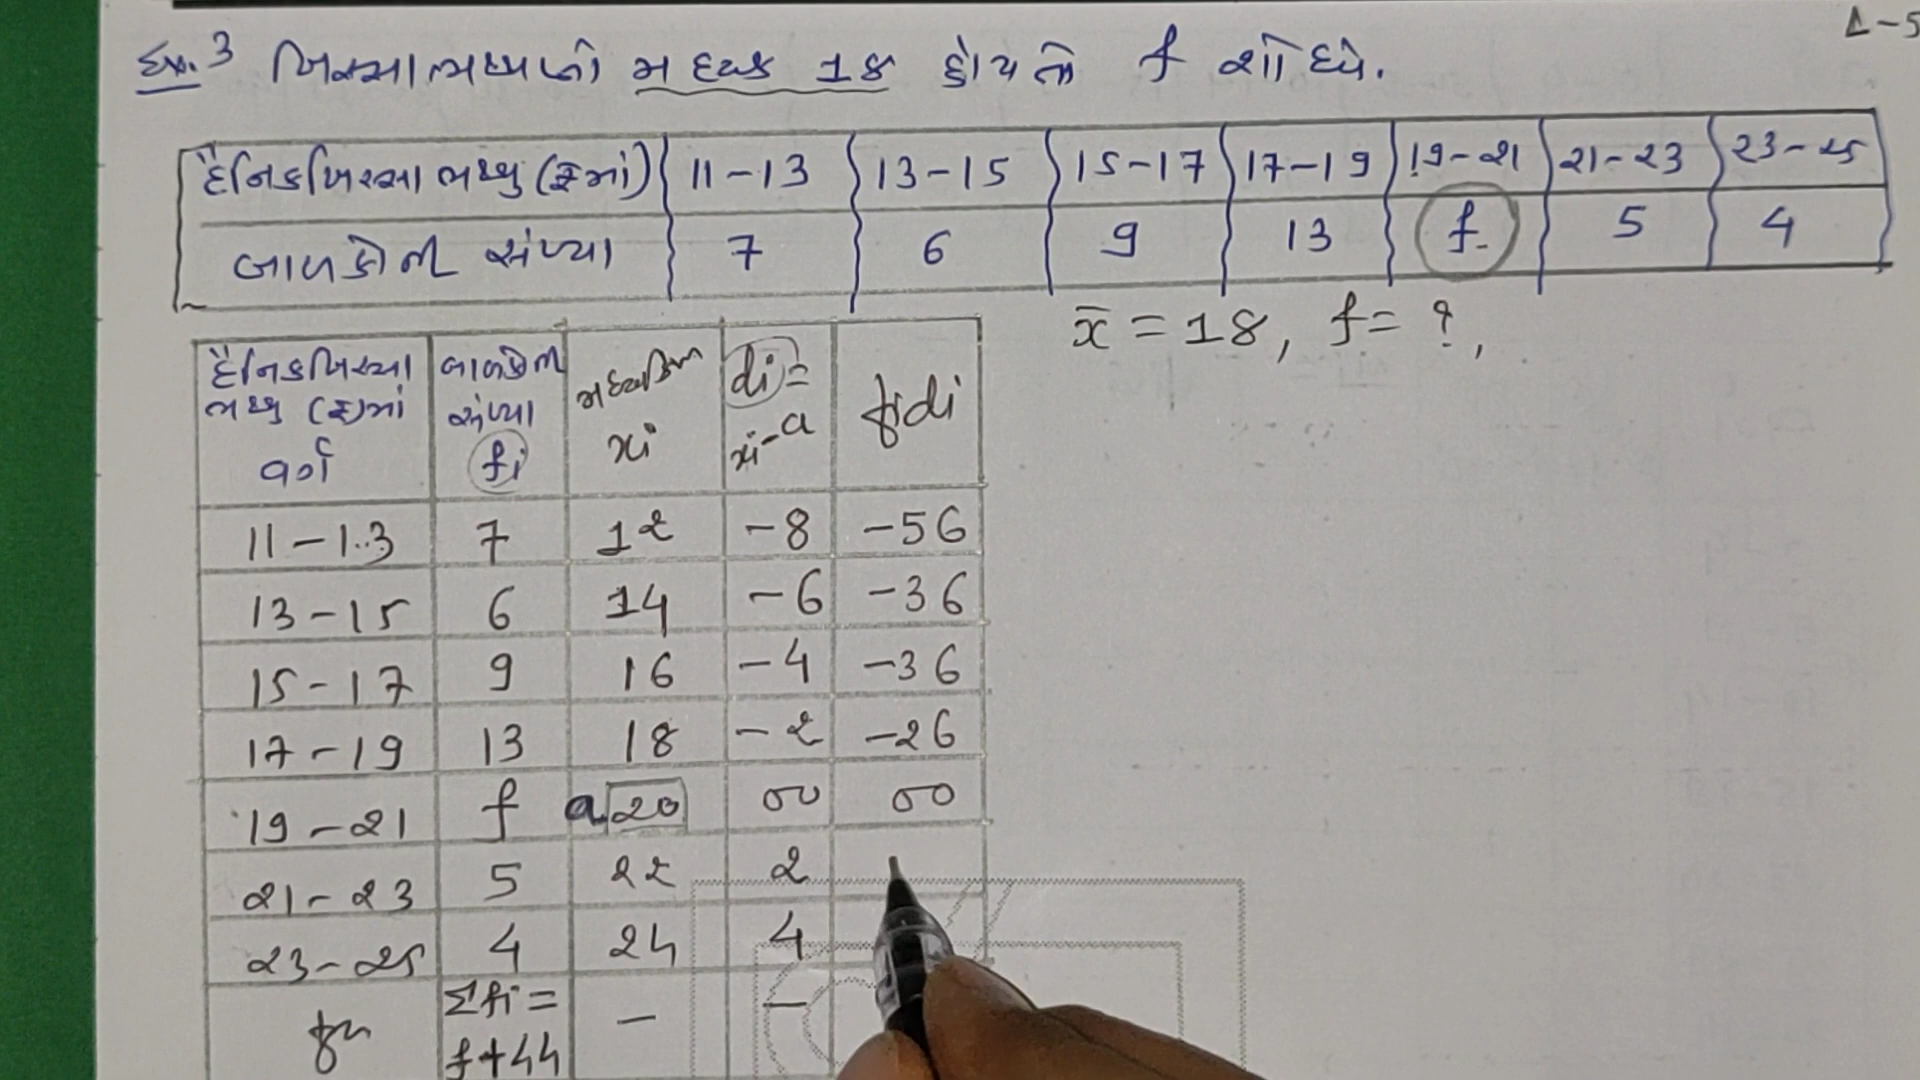 Ex.3 ખિસ્સાભથ્થાનો મધ્યક 18 હોય તો f શોધો.
દૈનિક ખિસ્સા ભથ્થુ (₹માં) 11-13 13-15 15-17 17-19 19-21 21-23 23-25
બાળકોની સંખ્યા 7 6 9 13 f 5 4
x̄ = 18, f = ?,
દૈનિક ખિસ્સા ભથ્થુ (₹)માં વર્ગ બાળકોની સંખ્યા fi મધ્યકિંમત xi di = xi-a fidi
11-13 7 12 -8 -56
13-15 6 14 -6 -36
15-17 9 16 -4 -36
17-19 13 18 -2 -26
19-21 f a 20 00 00
21-23 5 22 2
23-25 4 24 4
કુલ Σfi = f+44 - -